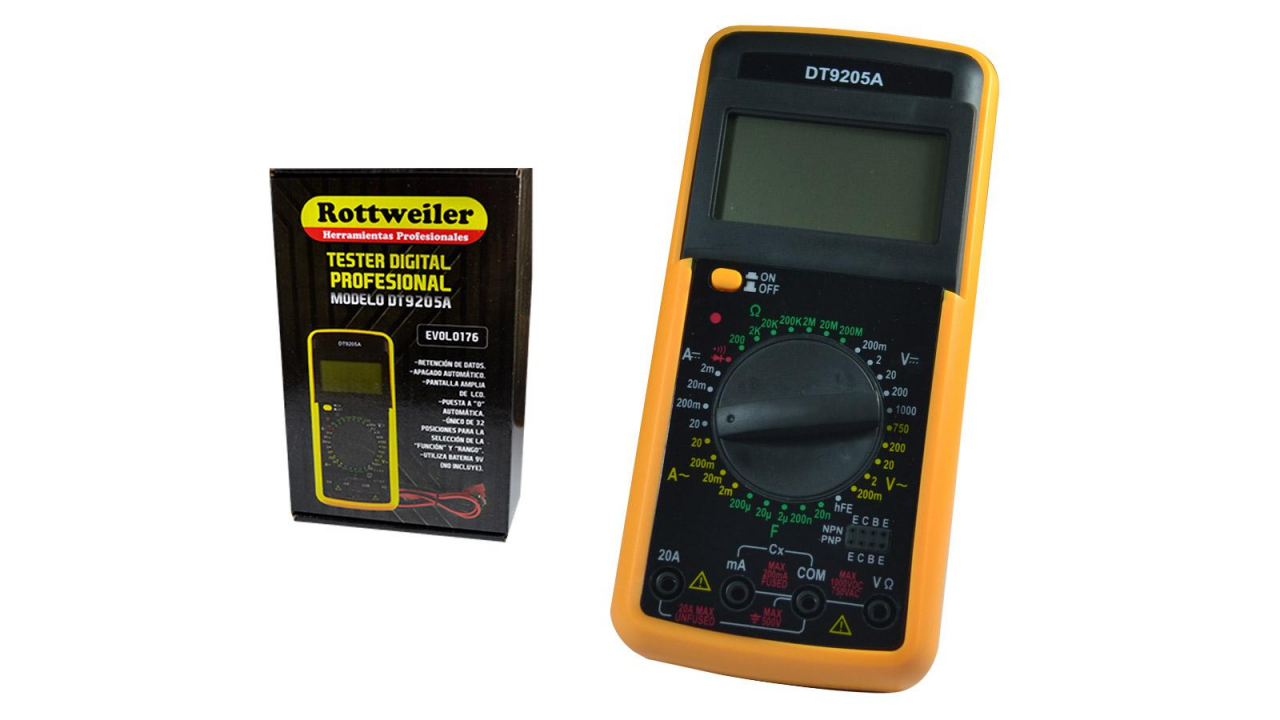 Rottweiler
Herramientas Profesionales
TESTER DIGITAL
PROFESIONAL
MODELO DT9205A
EVOL0176
DT9205A
-RETENCIÓN DE DATOS.
-APAGADO AUTOMÁTICO.
-PANTALLA AMPLIA
DE LCD.
-PUESTA A "0"
AUTOMÁTICA.
-ÚNICO DE 32
POSICIONES PARA LA
SELECCIÓN DE LA
"FUNCIÓN" Y "RANGO".
-UTILIZA BATERIA 9V
(NO INCLUYE).
DT9205A
ON
OFF
Ω
200 2K 20K 200K 2M 20M 200M
V⎓
200m
2
20
200
1000
750
200
20
2
200m
V~
A⎓
2m
20m
200m
20
20
200m
20m
2m
A~
200µ 20µ 2µ 200n 20n
F
hFE
E C B E
NPN
PNP
E C B E
Cx
20A
mA
COM
V Ω
MAX
200mA
FUSED
MAX
1000VDC
750VAC
20A MAX
UNFUSED
MAX
500V